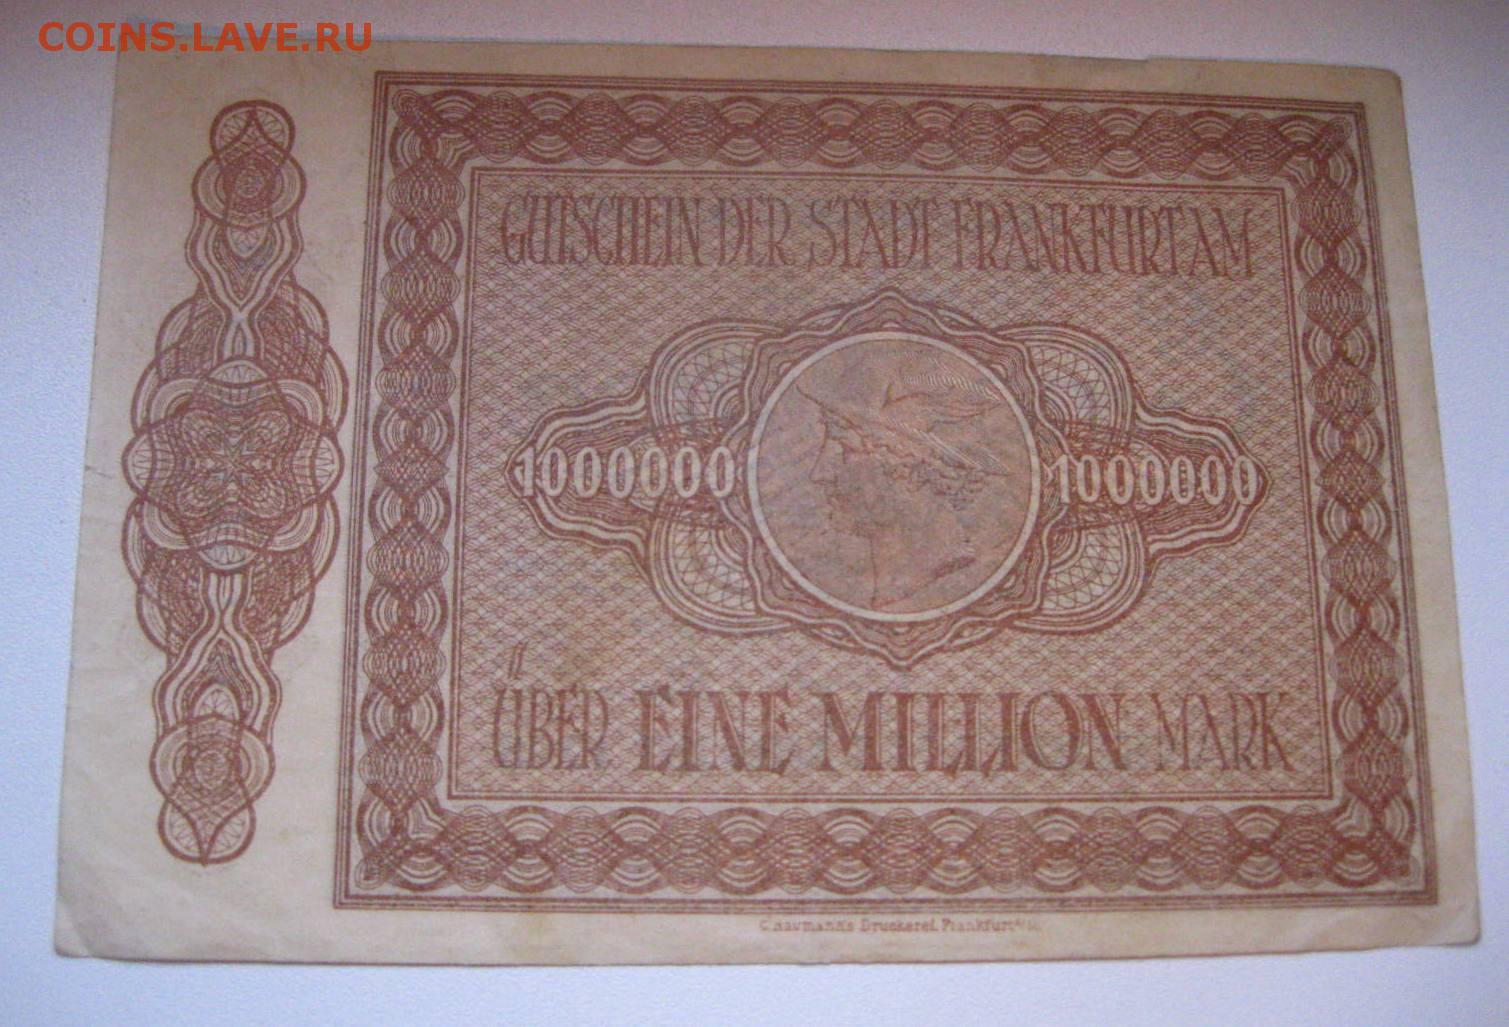 COINS.LAVE.RU
GUTSCHEIN DER STADT FRANKFURT AM
1000000 1000000
ÜBER EINE MILLION MARK
C. Naumann's Druckerei, Frankfurt a/M.